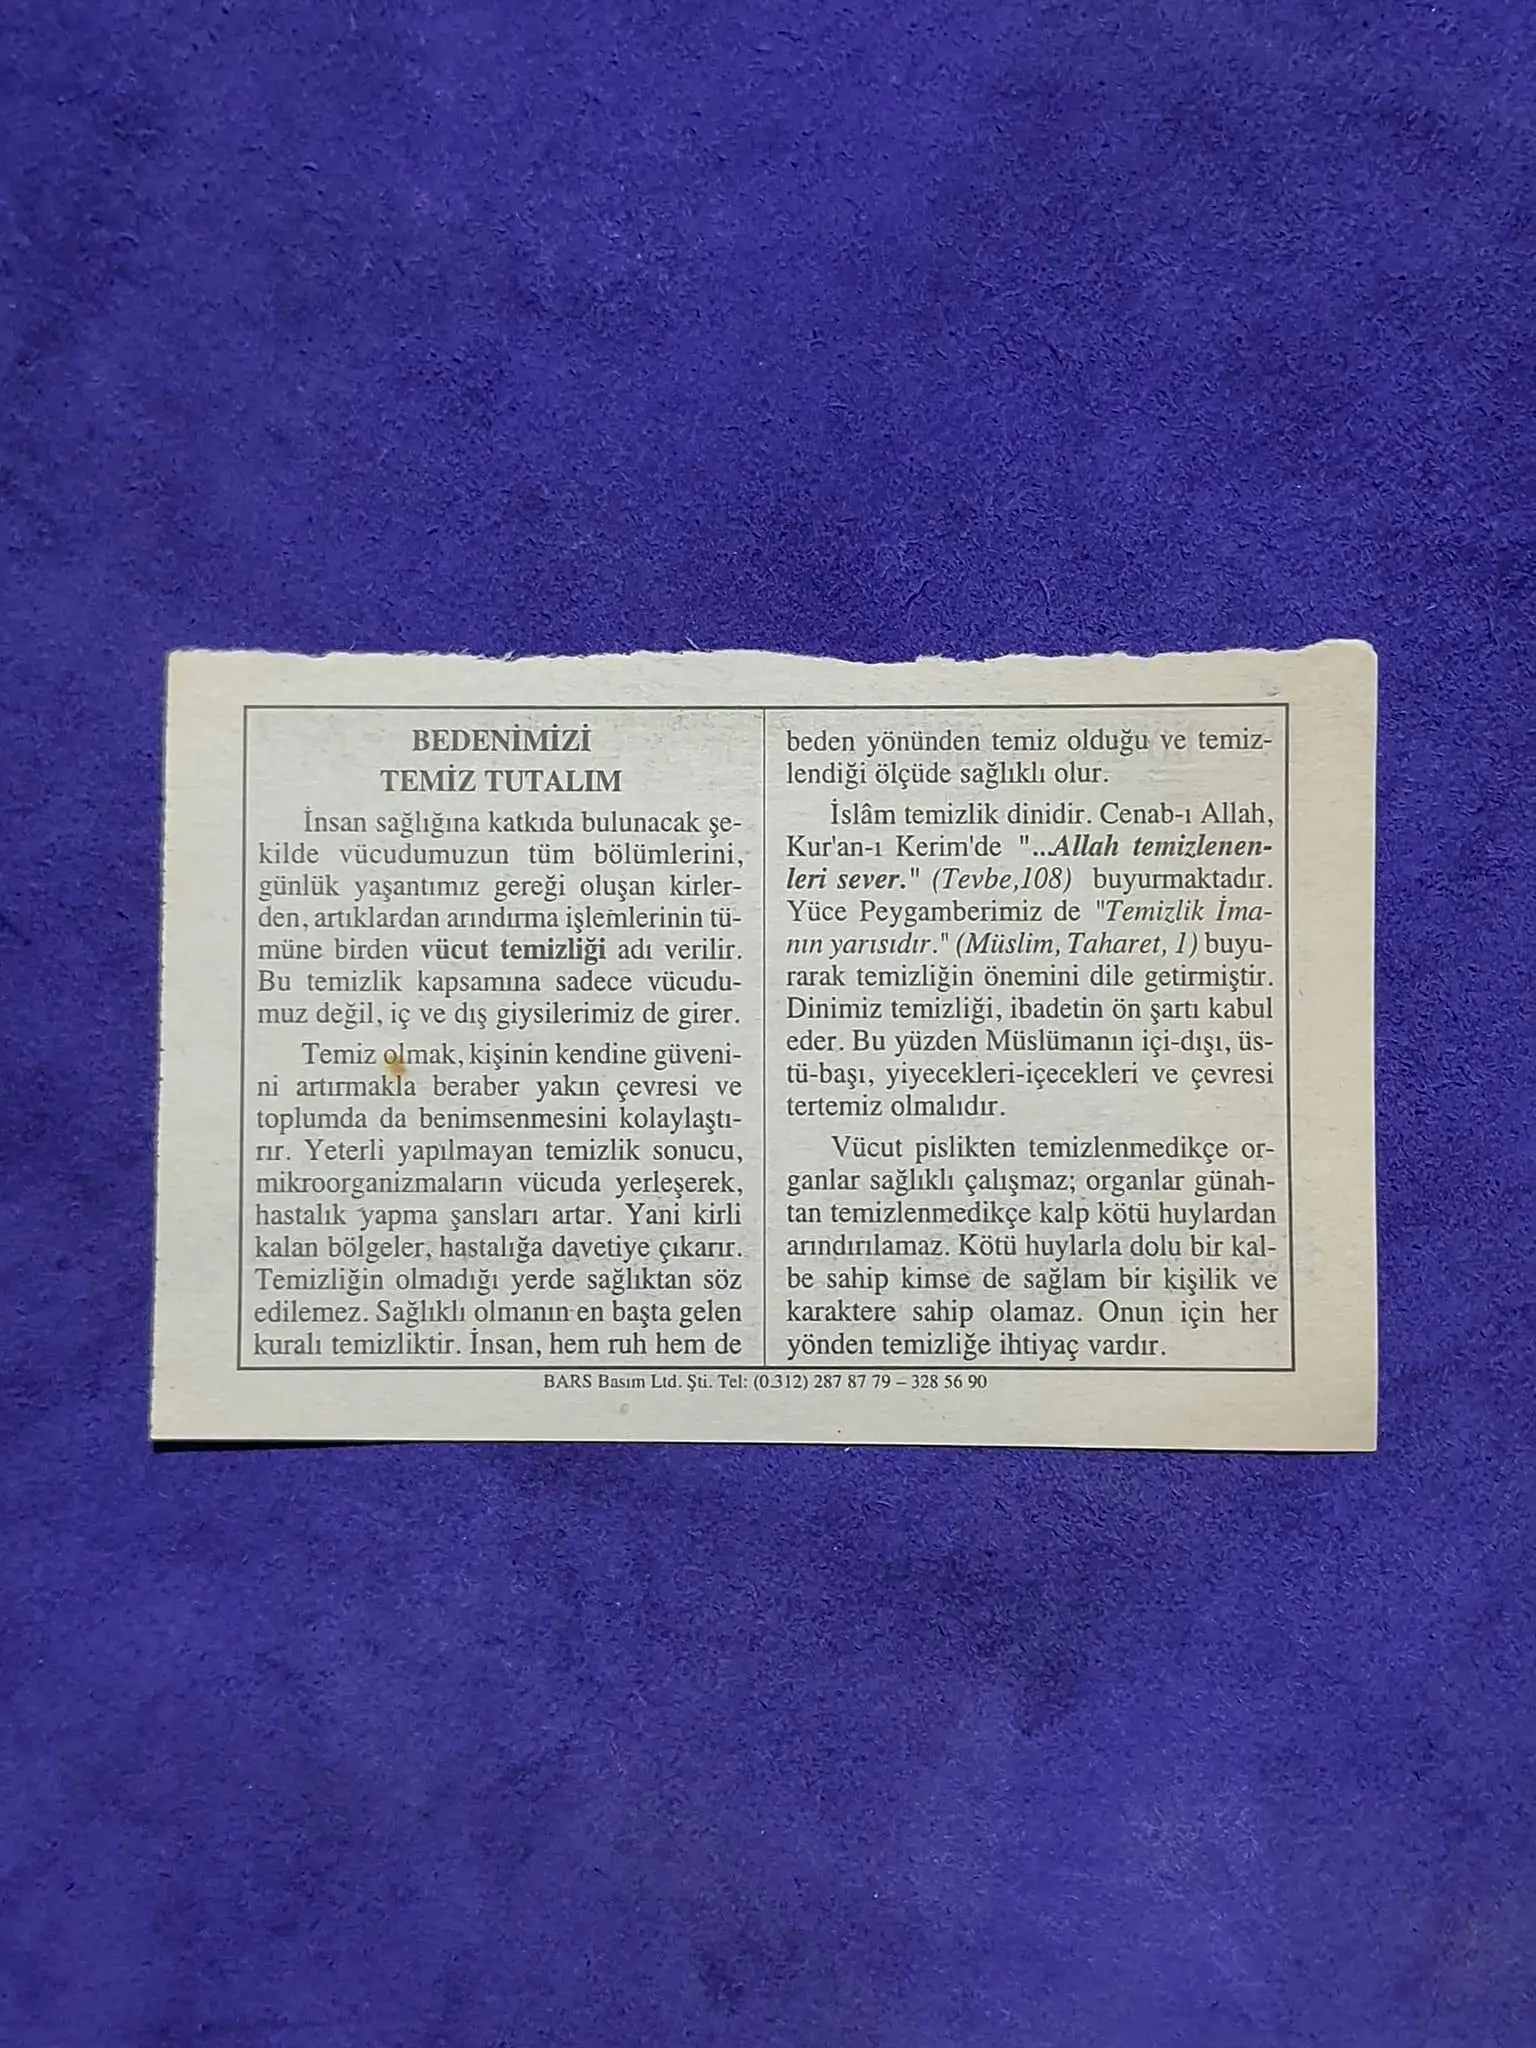 BEDENİMİZİ
TEMİZ TUTALIM
İnsan sağlığına katkıda bulunacak şe-
kilde vücudumuzun tüm bölümlerini,
günlük yaşantımız gereği oluşan kirler-
den, artıklardan arındırma işlemlerinin tü-
müne birden vücut temizliği adı verilir.
Bu temizlik kapsamına sadece vücudu-
muz değil, iç ve dış giysilerimiz de girer.
Temiz olmak, kişinin kendine güveni-
ni artırmakla beraber yakın çevresi ve
toplumda da benimsenmesini kolaylaştı-
rır. Yeterli yapılmayan temizlik sonucu,
mikroorganizmaların vücuda yerleşerek,
hastalık yapma şansları artar. Yani kirli
kalan bölgeler, hastalığa davetiye çıkarır.
Temizliğin olmadığı yerde sağlıktan söz
edilemez. Sağlıklı olmanın en başta gelen
kuralı temizliktir. İnsan, hem ruh hem de
beden yönünden temiz olduğu ve temiz-
lendiği ölçüde sağlıklı olur.
İslâm temizlik dinidir. Cenab-ı Allah,
Kur'an-ı Kerim'de "...Allah temizlenen-
leri sever." (Tevbe,108) buyurmaktadır.
Yüce Peygamberimiz de "Temizlik İma-
nın yarısıdır." (Müslim, Taharet, 1) buyu-
rarak temizliğin önemini dile getirmiştir.
Dinimiz temizliği, ibadetin ön şartı kabul
eder. Bu yüzden Müslümanın içi-dışı, üs-
tü-başı, yiyecekleri-içecekleri ve çevresi
tertemiz olmalıdır.
Vücut pislikten temizlenmedikçe or-
ganlar sağlıklı çalışmaz; organlar günah-
tan temizlenmedikçe kalp kötü huylardan
arındırılamaz. Kötü huylarla dolu bir kal-
be sahip kimse de sağlam bir kişilik ve
karaktere sahip olamaz. Onun için her
yönden temizliğe ihtiyaç vardır.
BARS Basım Ltd. Şti. Tel: (0.312) 287 87 79 – 328 56 90